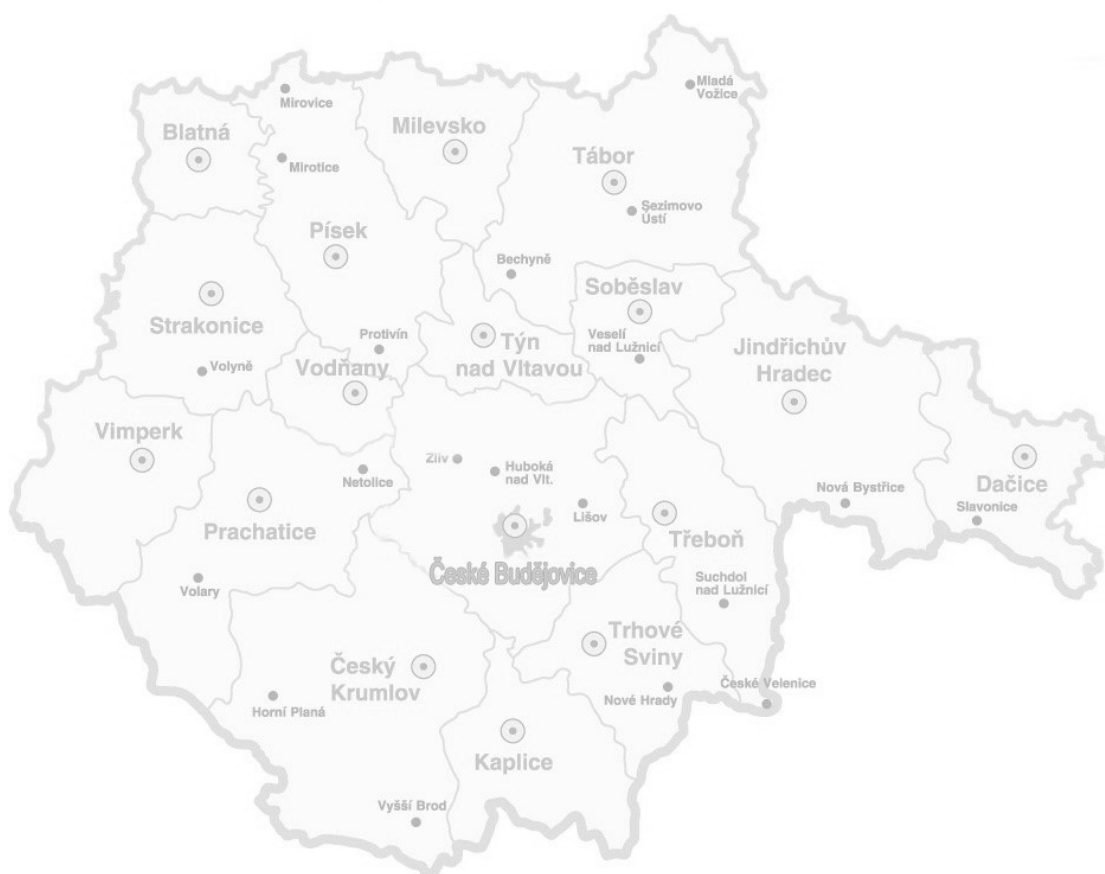 Mladá
Vožice
Mirovice
Blatná
Milevsko
Mirotice
Tábor
Sezimovo
Ústí
Písek
Bechyně
Soběslav
Strakonice
Protivín
Týn
nad Vltavou
Veselí
nad Lužnicí
Jindřichův
Hradec
Volyně
Vodňany
Vimperk
Zliv
Huboká
nad Vlt.
Netolice
Dačice
Nová Bystřice
Slavonice
Prachatice
Lišov
Třeboň
České Budějovice
Volary
Suchdol
nad Lužnicí
Trhové
Sviny
Český
Krumlov
České Velenice
Nové Hrady
Horní Planá
Kaplice
Vyšší Brod